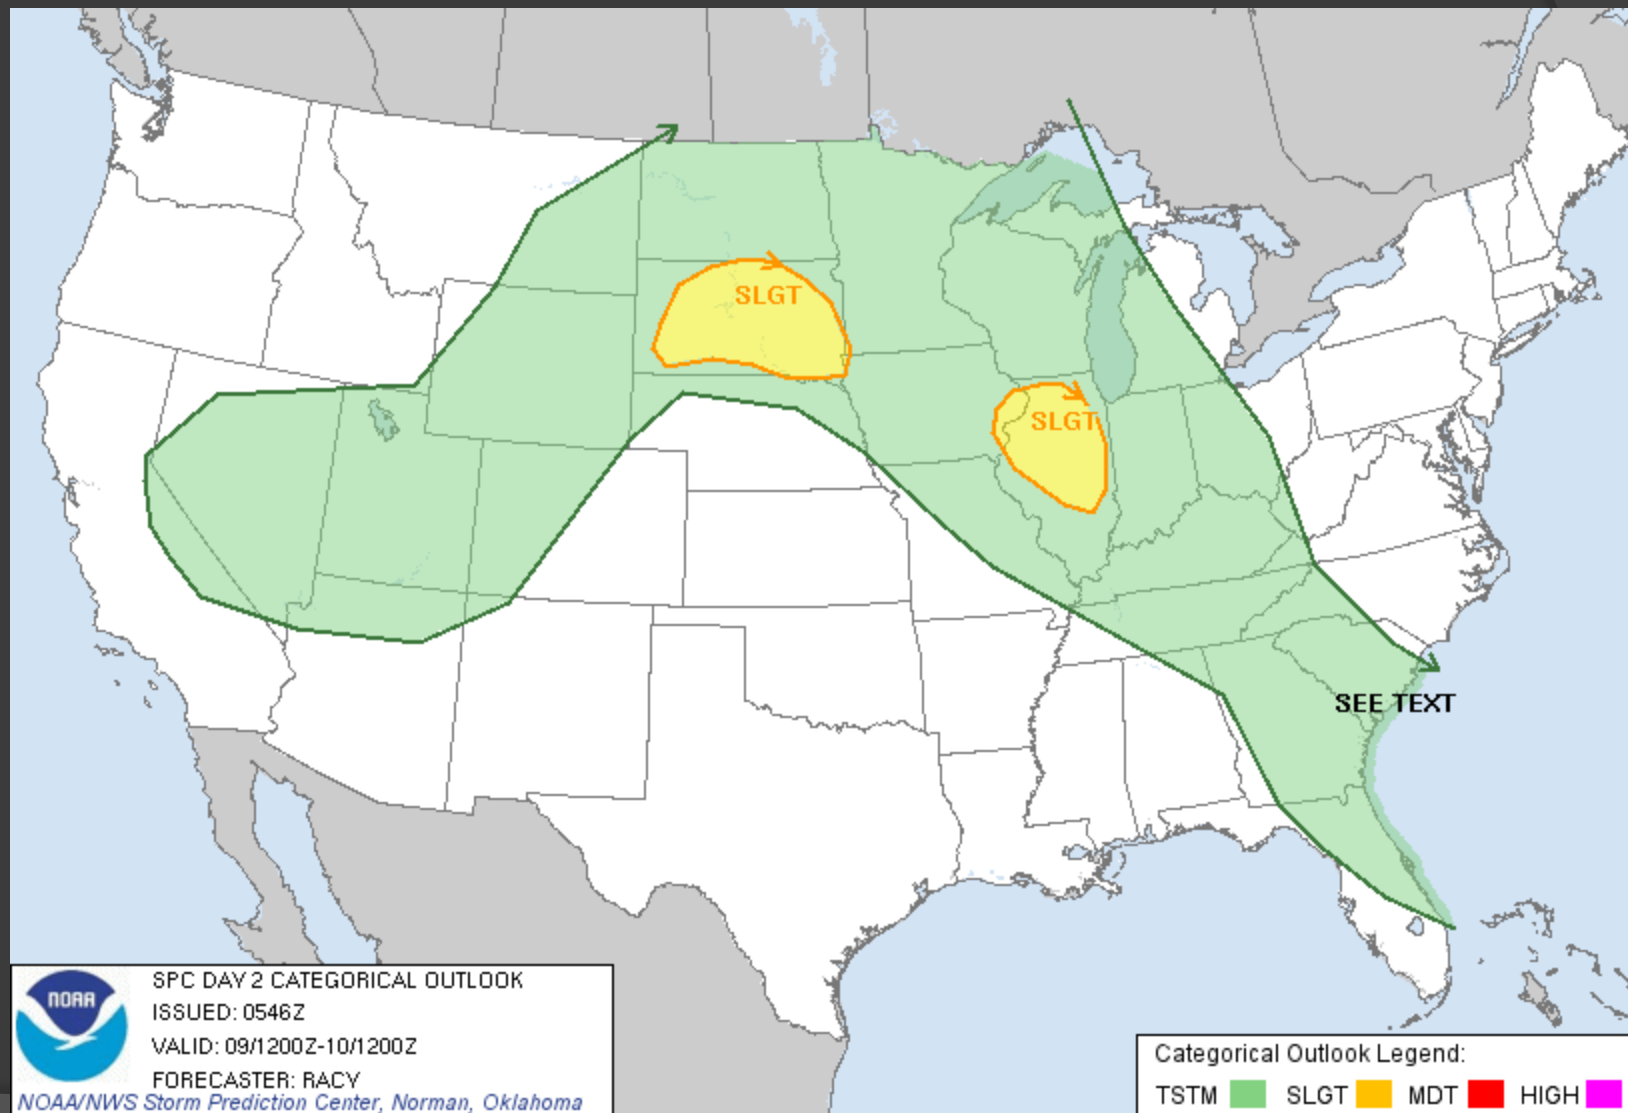 SLGT
SLGT
SEE TEXT
NOAA
SPC DAY 2 CATEGORICAL OUTLOOK
ISSUED: 0546Z
VALID: 09/1200Z-10/1200Z
FORECASTER: RACY
NOAA/NWS Storm Prediction Center, Norman, Oklahoma
Categorical Outlook Legend:
TSTM SLGT MDT HIGH